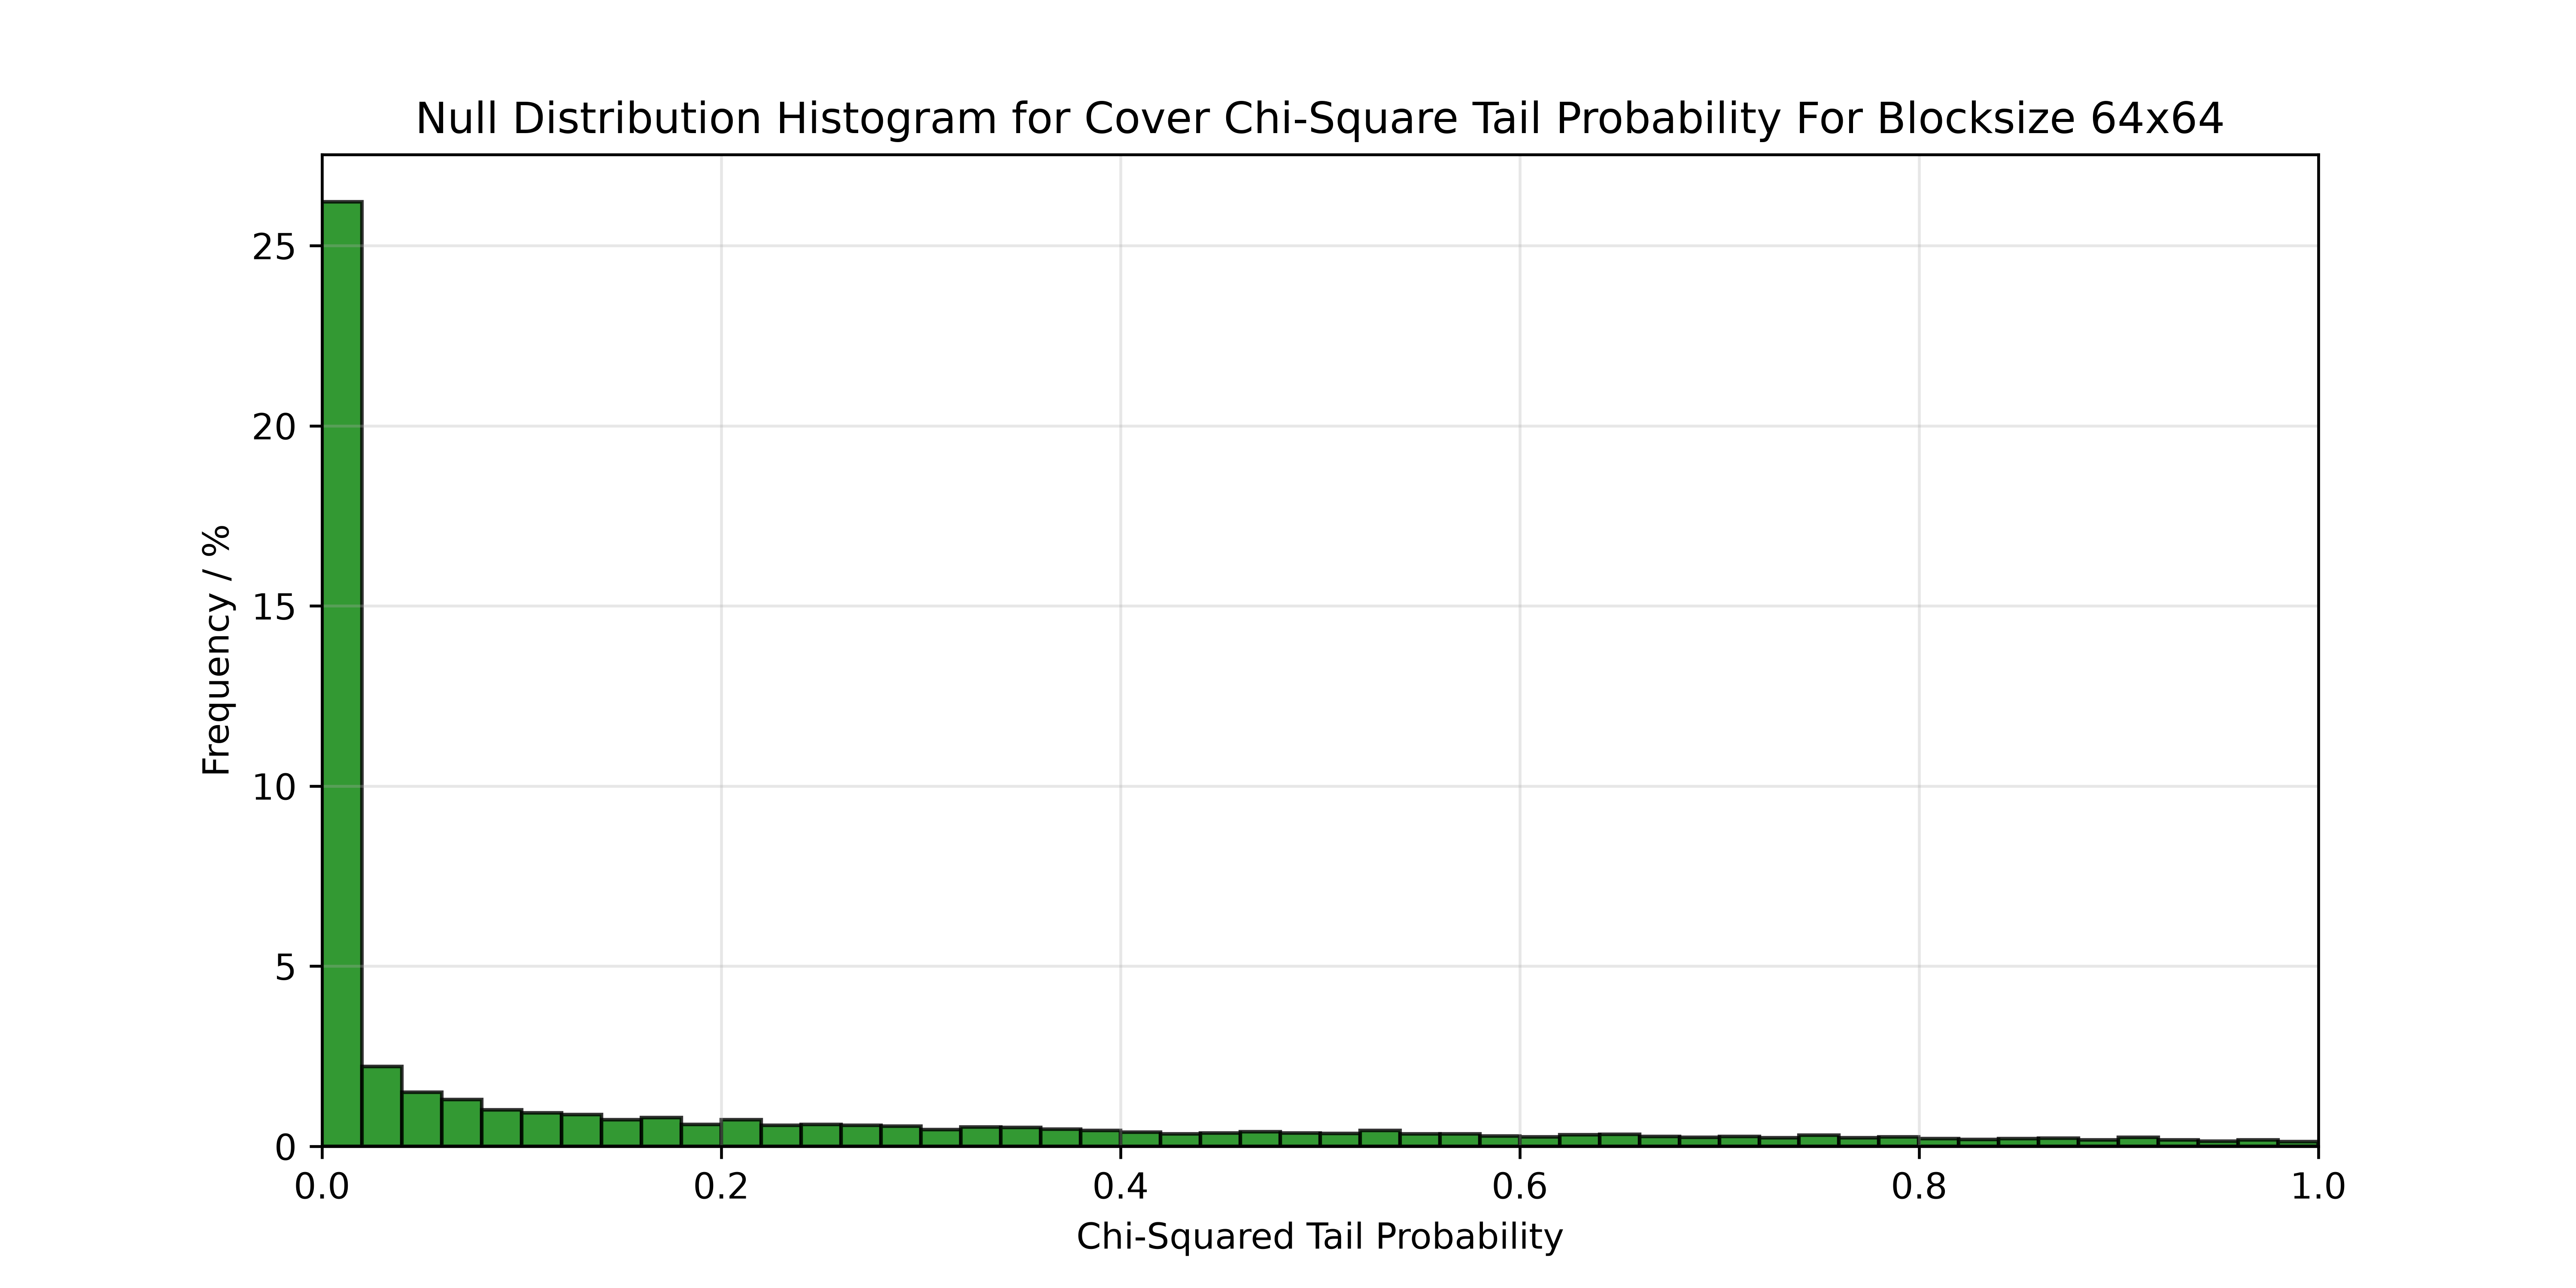 Null Distribution Histogram for Cover Chi-Square Tail Probability For Blocksize 64x64
Frequency / %
25
20
15
10
5
0
0.0 0.2 0.4 0.6 0.8 1.0
Chi-Squared Tail Probability